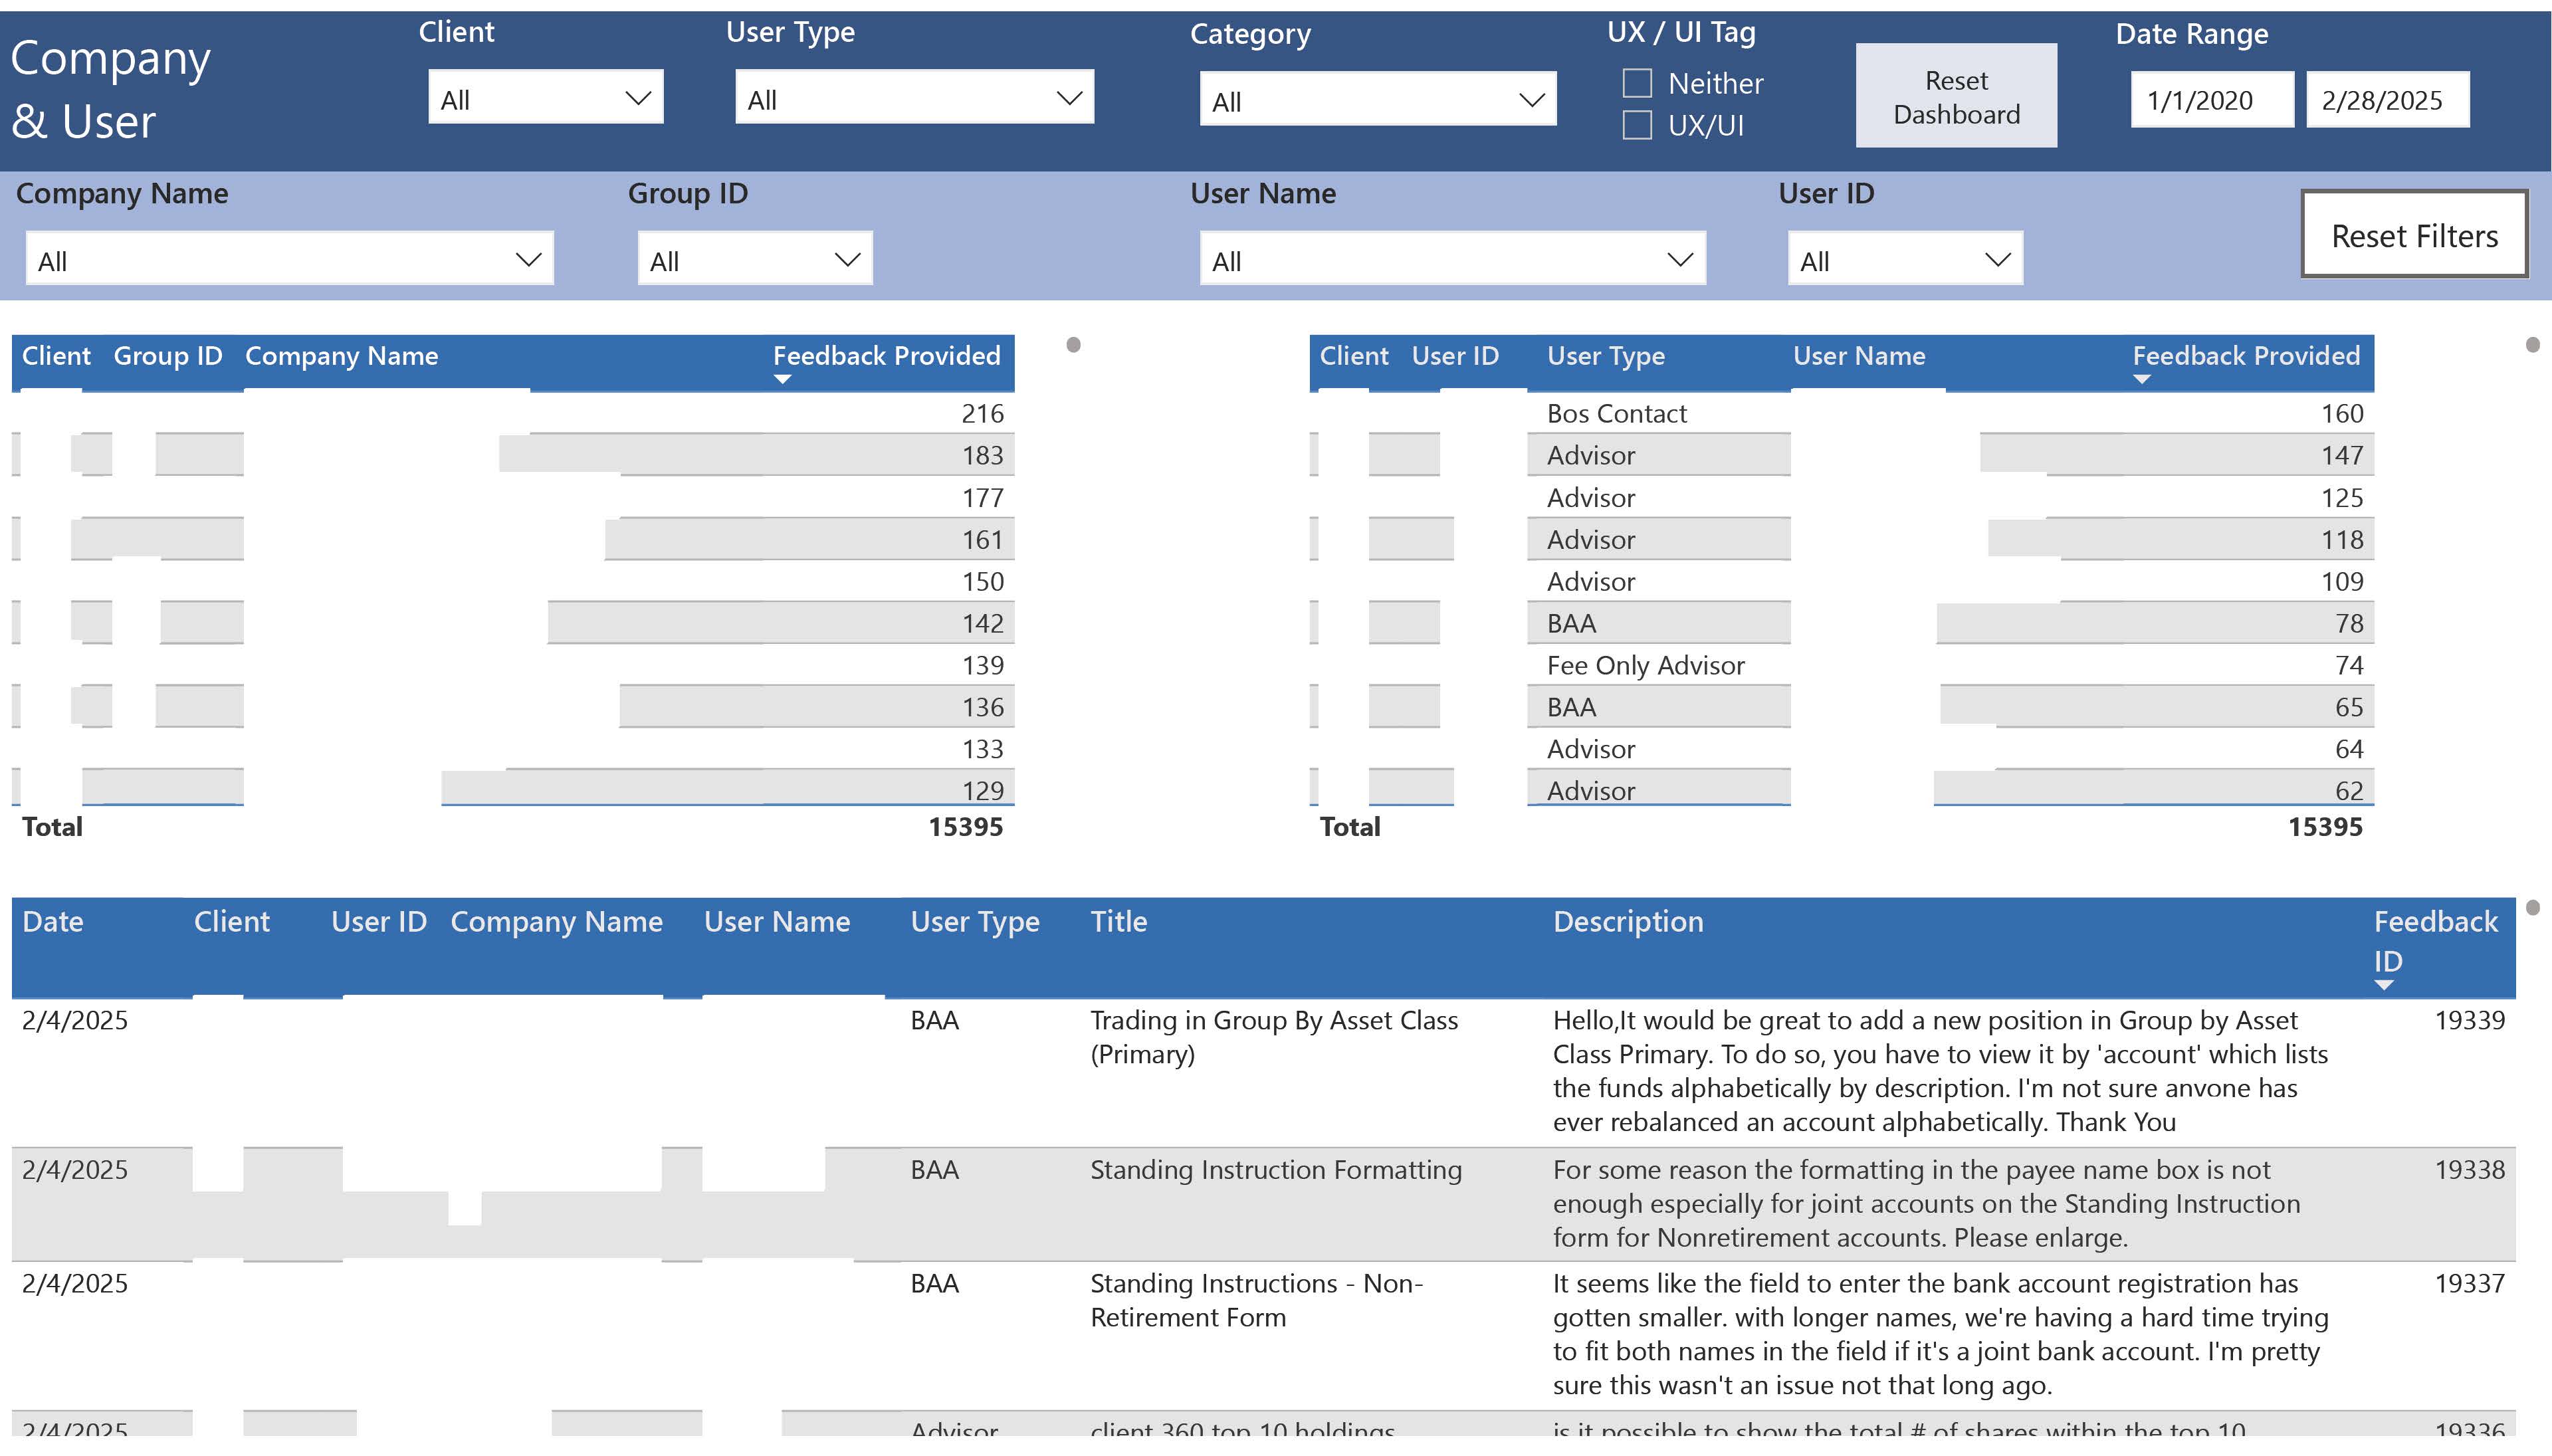 Company
& User
Client
User Type
Category
UX / UI Tag
Date Range
All
All
All
Neither
UX/UI
Reset
Dashboard
1/1/2020
2/28/2025
Company Name
Group ID
User Name
User ID
All
All
All
All
Reset Filters
Client Group ID Company Name Feedback Provided
216
183
177
161
150
142
139
136
133
129
Total 15395
Client User ID User Type User Name Feedback Provided
Bos Contact 160
Advisor 147
Advisor 125
Advisor 118
Advisor 109
BAA 78
Fee Only Advisor 74
BAA 65
Advisor 64
Advisor 62
Total 15395
Date Client User ID Company Name User Name User Type Title Description Feedback
ID
2/4/2025 BAA Trading in Group By Asset Class Hello,It would be great to add a new position in Group by Asset 19339
(Primary) Class Primary. To do so, you have to view it by 'account' which lists
the funds alphabetically by description. I'm not sure anyone has
ever rebalanced an account alphabetically. Thank You
2/4/2025 BAA Standing Instruction Formatting For some reason the formatting in the payee name box is not 19338
enough especially for joint accounts on the Standing Instruction
form for Nonretirement accounts. Please enlarge.
2/4/2025 BAA Standing Instructions - Non- It seems like the field to enter the bank account registration has 19337
Retirement Form gotten smaller. with longer names, we're having a hard time trying
to fit both names in the field if it's a joint bank account. I'm pretty
sure this wasn't an issue not that long ago.
2/4/2025 Advisor client 360 top 10 holdings is it possible to show the total # of shares within the top 10 19336